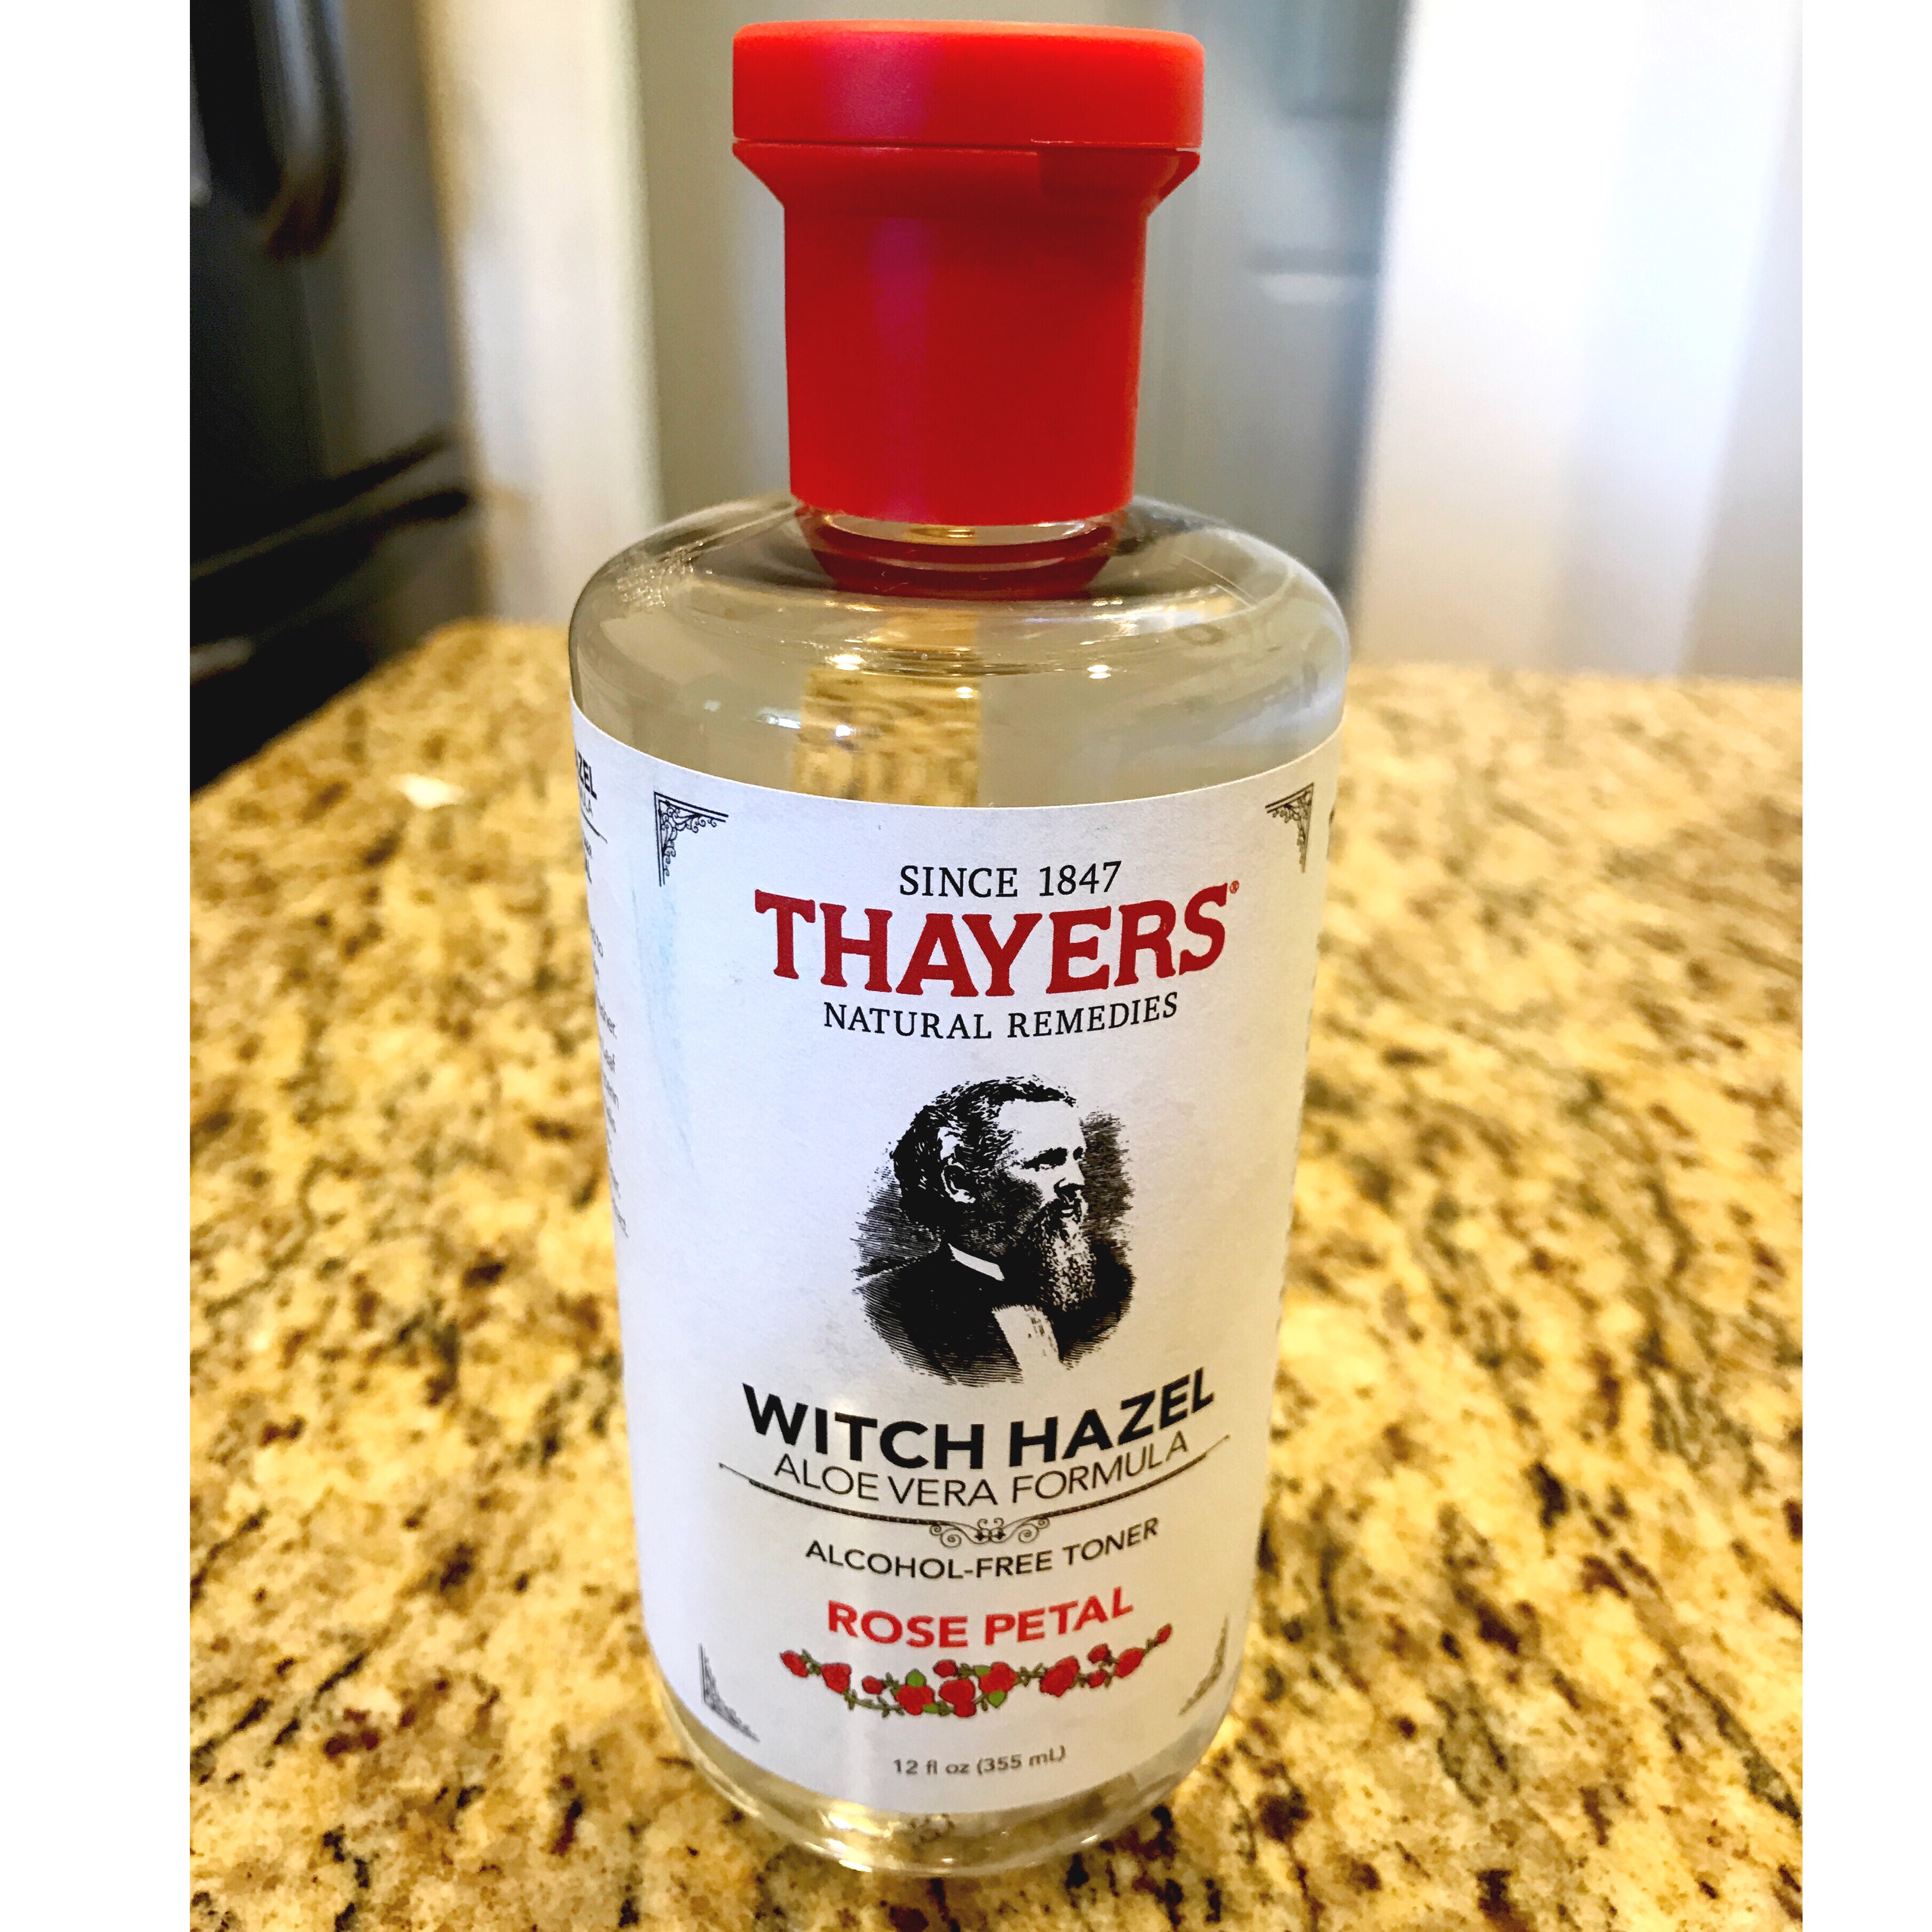 SINCE 1847
THAYERS®
NATURAL REMEDIES
WITCH HAZEL
ALOE VERA FORMULA
ALCOHOL-FREE TONER
ROSE PETAL
12 fl oz (355 mL)